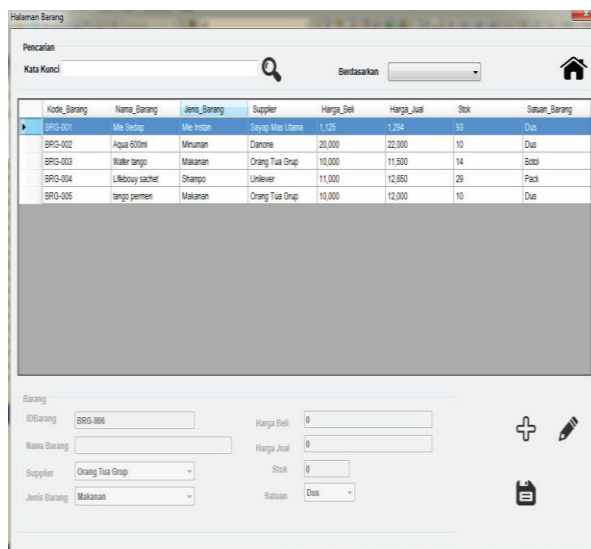 Halaman Barang
Pencarian
Kata Kunci Berdasarkan
Kode_Barang Nama_Barang Jenis_Barang Supplier Harga_Beli Harga_Jual Stok Satuan_Barang
BRG-001 Mie Sedap Mie Instan Sayap Mas Utama 1,125 1,294 93 Dus
BRG-002 Aqua 600ml Minuman Danone 20,000 22,000 10 Dus
BRG-003 Wafer tango Makanan Orang Tua Grup 10,000 11,500 14 Botol
BRG-004 Lifebouy sachet Shampo Unilever 11,000 12,650 29 Pack
BRG-005 tango permen Makanan Orang Tua Grup 10,000 12,000 10 Dus
Barang
IDBarang BRG-006 Harga Beli 0
Nama Barang Harga Jual 0
Supplier Orang Tua Grup Stok 0
Jenis Barang Makanan Satuan Dus